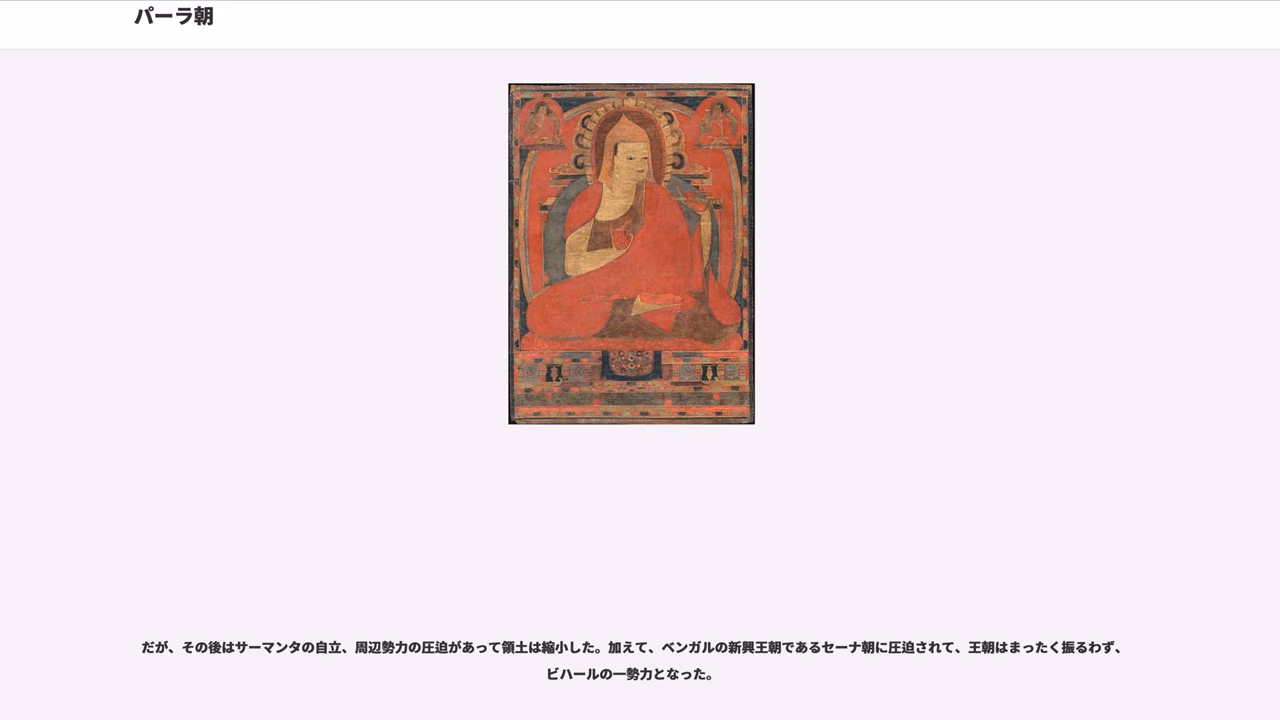 パーラ朝
だが、その後はサーマンタの自立、周辺勢力の圧迫があって領土は縮小した。加えて、ベンガルの新興王朝であるセーナ朝に圧迫されて、王朝はまったく振るわず、
ビハールの一勢力となった。